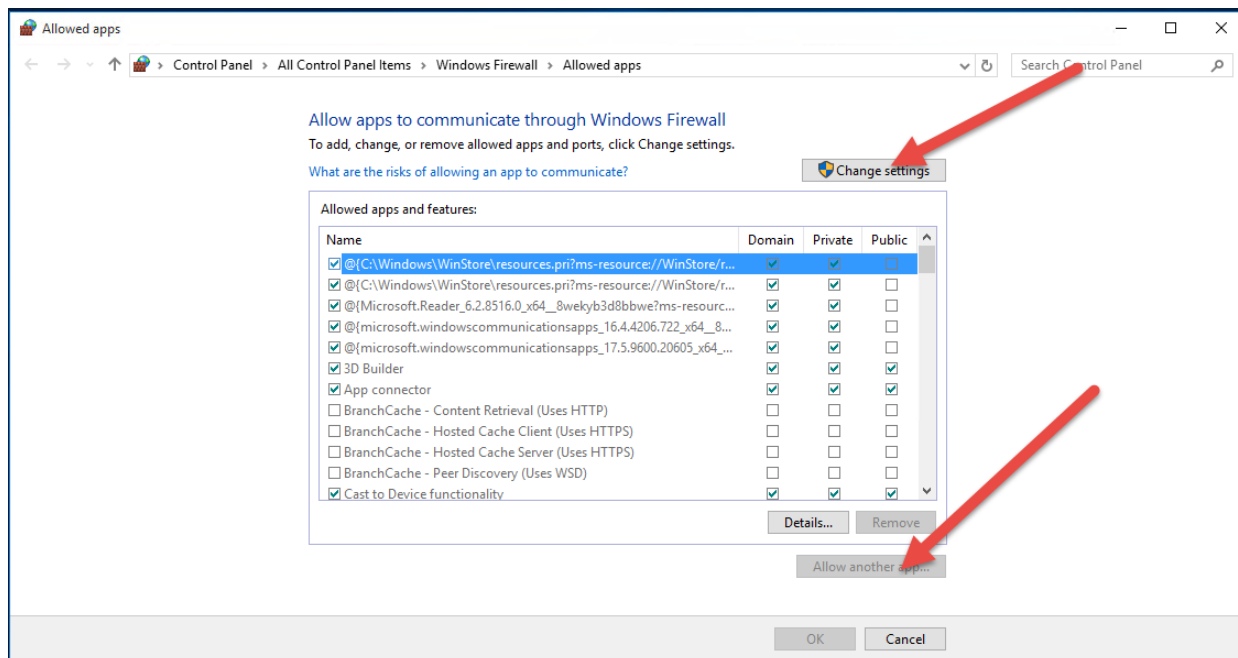 Allowed apps
Control Panel > All Control Panel Items > Windows Firewall > Allowed apps
Search Control Panel
Allow apps to communicate through Windows Firewall
To add, change, or remove allowed apps and ports, click Change settings.
What are the risks of allowing an app to communicate?
Change settings
Allowed apps and features:
Name Domain Private Public
@{C:\Windows\WinStore\resources.pri?ms-resource://WinStore/r...
@{C:\Windows\WinStore\resources.pri?ms-resource://WinStore/r...
@{Microsoft.Reader_6.2.8516.0_x64__8wekyb3d8bbwe?ms-resourc...
@{microsoft.windowscommunicationsapps_16.4.4206.722_x64__8...
@{microsoft.windowscommunicationsapps_17.5.9600.20605_x64_...
3D Builder
App connector
BranchCache - Content Retrieval (Uses HTTP)
BranchCache - Hosted Cache Client (Uses HTTPS)
BranchCache - Hosted Cache Server (Uses HTTPS)
BranchCache - Peer Discovery (Uses WSD)
Cast to Device functionality
Details... Remove
Allow another app...
OK Cancel